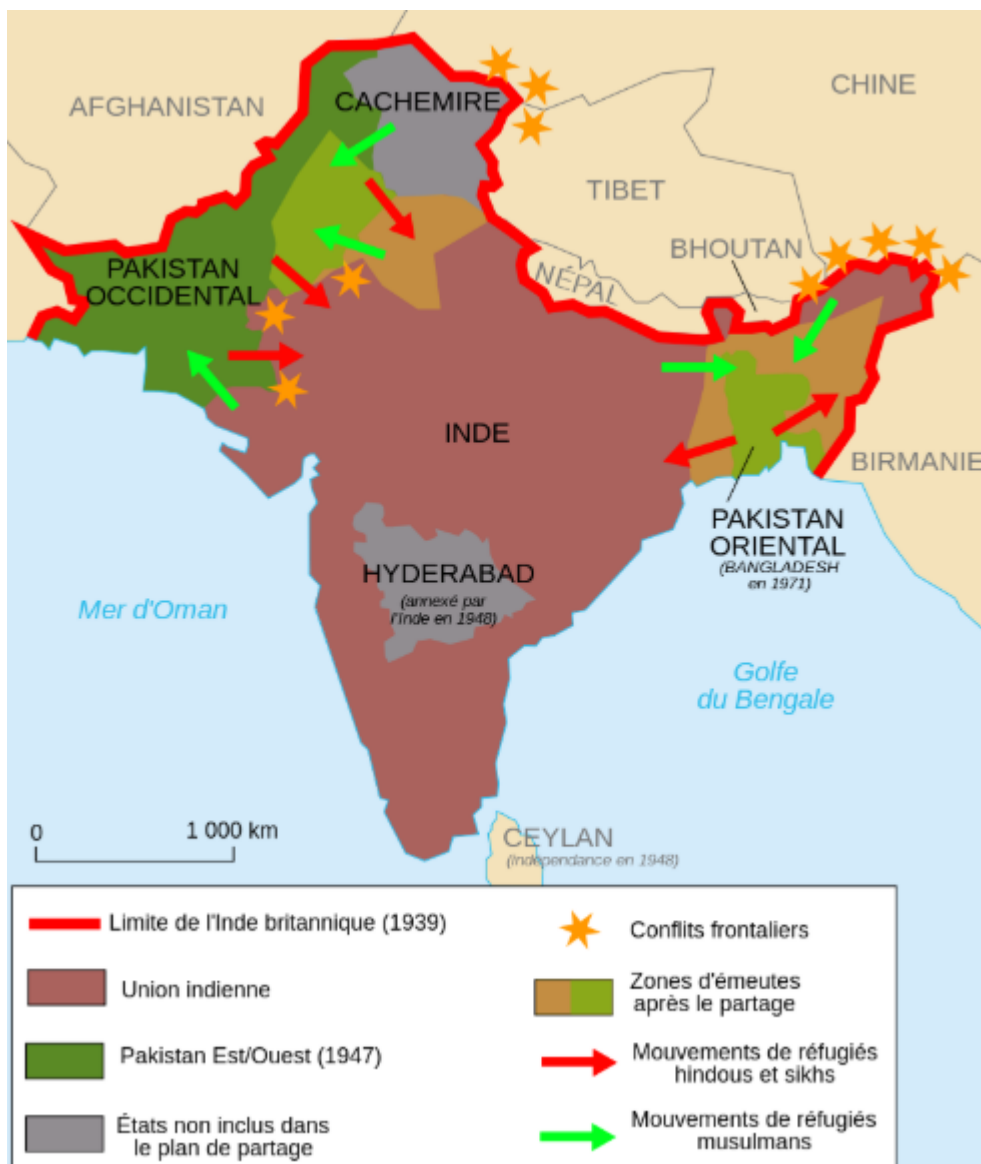 AFGHANISTAN
CACHEMIRE
CHINE
TIBET
BHOUTAN
NÉPAL
PAKISTAN
OCCIDENTAL
INDE
BIRMANIE
PAKISTAN
ORIENTAL
(BANGLADESH
en 1971)
HYDERABAD
(annexé par
l'Inde en 1948)
Mer d'Oman
Golfe
du Bengale
0 1 000 km
CEYLAN
(indépendance en 1948)
Limite de l'Inde britannique (1939)
Union indienne
Pakistan Est/Ouest (1947)
États non inclus dans
le plan de partage
Conflits frontaliers
Zones d'émeutes
après le partage
Mouvements de réfugiés
hindous et sikhs
Mouvements de réfugiés
musulmans